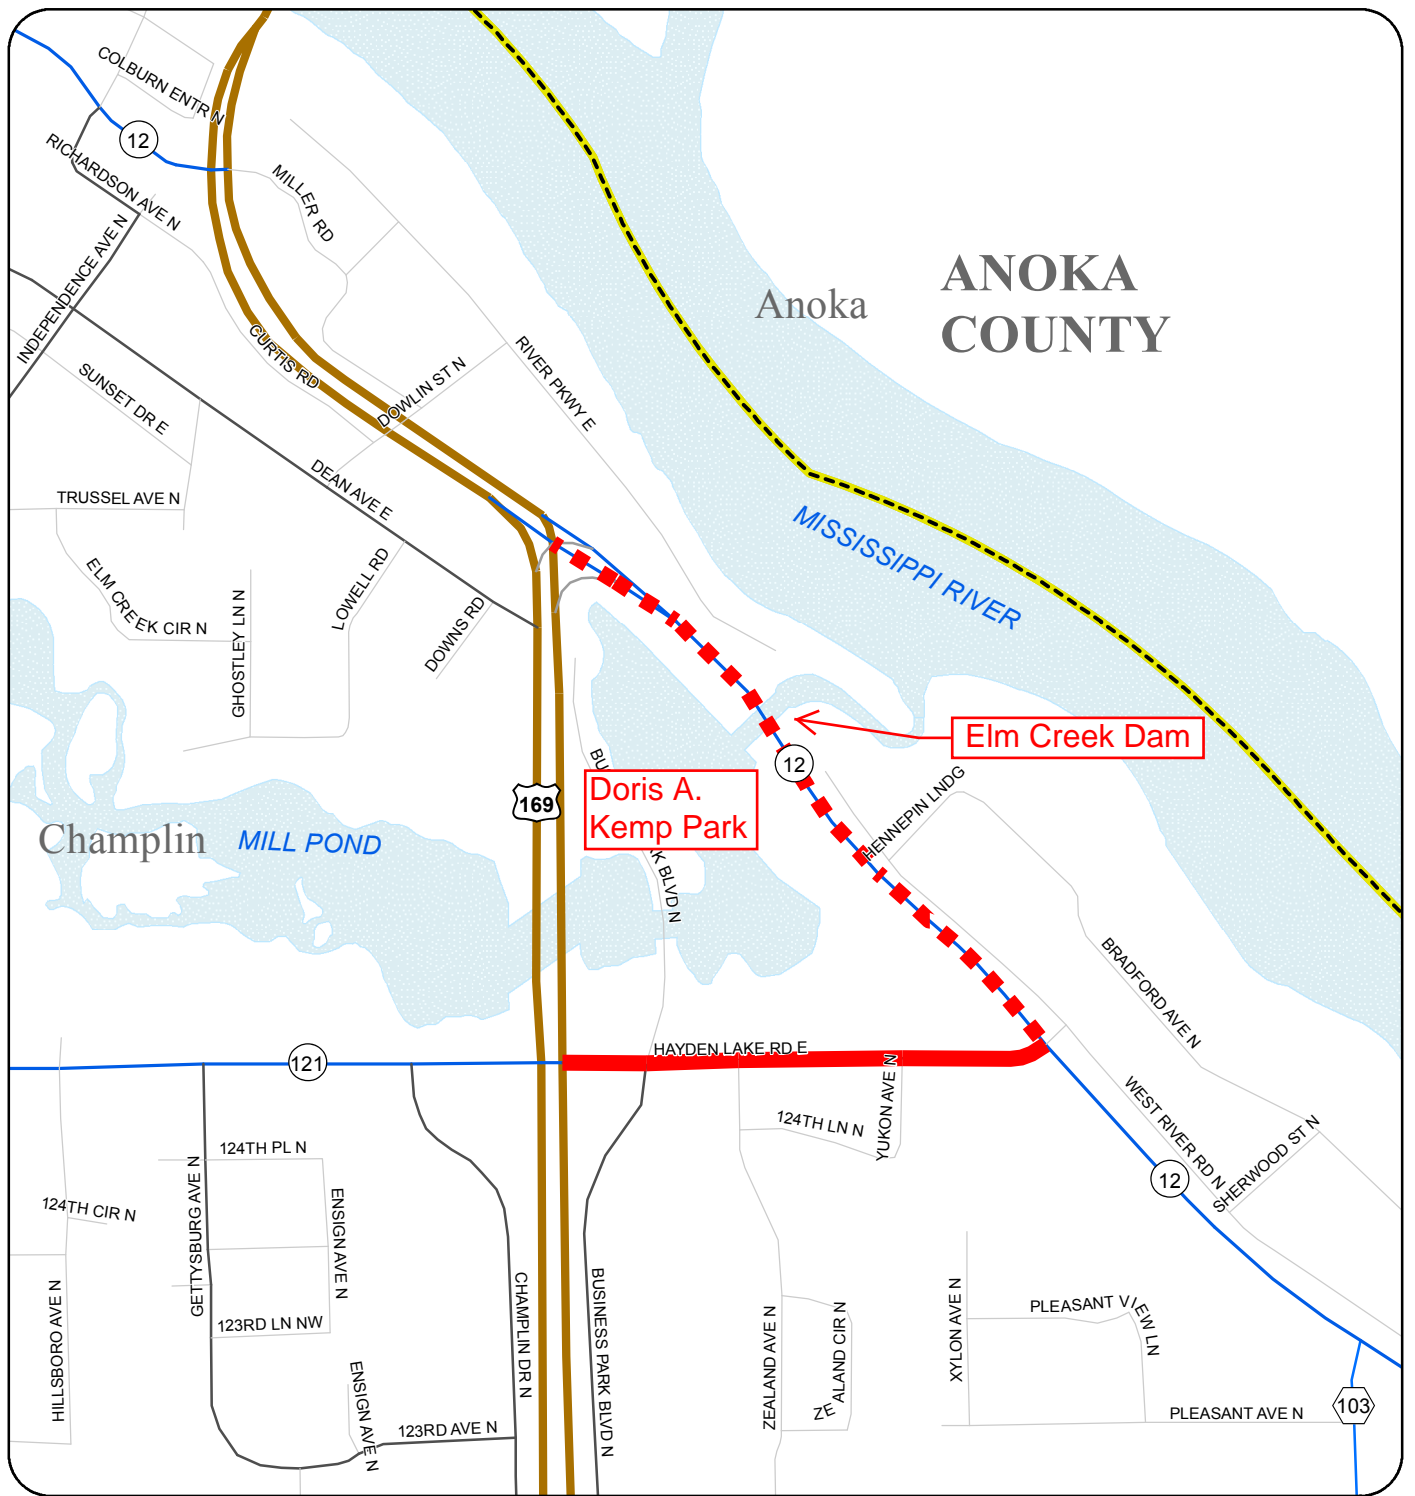 COLBURN ENTR N
12
RICHARDSON AVE N
MILLER RD
INDEPENDENCE AVE N
ANOKA
COUNTY
Anoka
CURTIS RD
SUNSET DR E
DOWLIN ST N
RIVER PKWY E
DEAN AVE E
TRUSSEL AVE N
MISSISSIPPI RIVER
ELM CREEK CIR N
GHOSTLEY LN N
LOWELL RD
DOWNS RD
Elm Creek Dam
12
HENNEPIN LNDG
169
Doris A.
Kemp Park
BU
K BLVD N
Champlin
MILL POND
BRADFORD AVE N
HAYDEN LAKE RD E
121
YUKON AVE N
124TH LN N
WEST RIVER RD N
SHERWOOD ST N
12
124TH PL N
GETTYSBURG AVE N
124TH CIR N
ENSIGN AVE N
HILLSBORO AVE N
123RD LN NW
ENSIGN AVE N
123RD AVE N
CHAMPLIN DR N
BUSINESS PARK BLVD N
ZEALAND AVE N
ZEALAND CIR N
XYLON AVE N
PLEASANT VIEW LN
PLEASANT AVE N
103